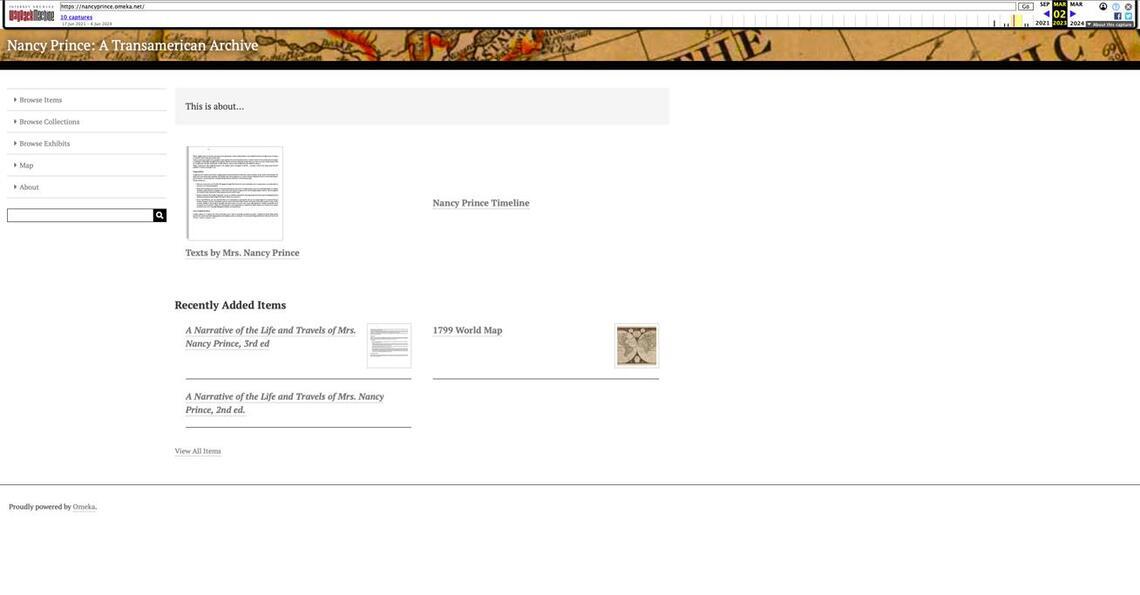 INTERNET ARCHIVE
WayBackMachine
https://nancyprince.omeka.net/
Go
10 captures
17 Jun 2021 - 6 Jun 2024
SEP MAR MAR
02
2021 2023 2024
About this capture
Nancy Prince: A Transamerican Archive
Browse Items
Browse Collections
Browse Exhibits
Map
About
This is about...
Texts by Mrs. Nancy Prince
Nancy Prince Timeline
Recently Added Items
A Narrative of the Life and Travels of Mrs.
Nancy Prince, 3rd ed
1799 World Map
A Narrative of the Life and Travels of Mrs. Nancy
Prince, 2nd ed.
View All Items
Proudly powered by Omeka.